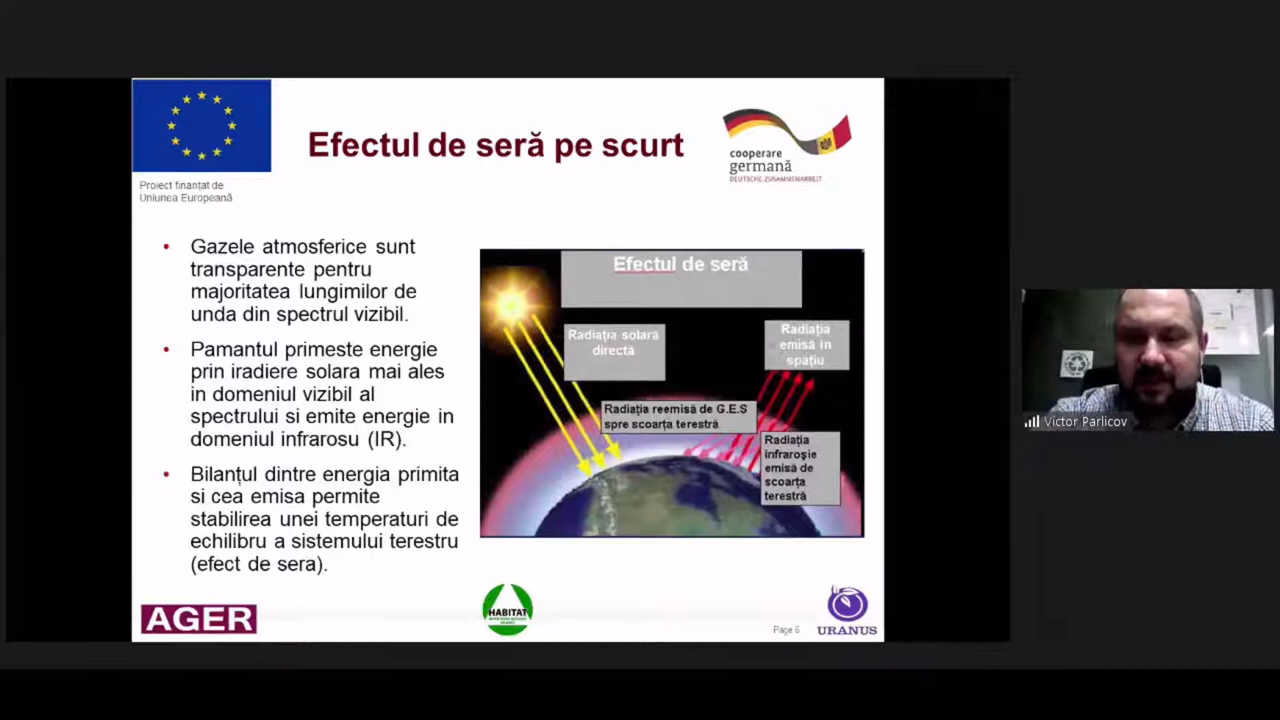 Efectul de seră pe scurt
Proiect finanțat de
Uniunea Europeană
cooperare
germană
DEUTSCHE ZUSAMMENARBEIT
Gazele atmosferice sunt
transparente pentru
majoritatea lungimilor de
unda din spectrul vizibil.
Pamantul primeste energie
prin iradiere solara mai ales
in domeniul vizibil al
spectrului si emite energie in
domeniul infrarosu (IR).
Bilanțul dintre energia primita
si cea emisa permite
stabilirea unei temperaturi de
echilibru a sistemului terestru
(efect de sera).
Efectul de seră
Radiația solară
directă
Radiația
emisă în
spațiu
Radiația reemisă de G.E.S
spre scoarța terestră
Radiația
infraroșie
emisă de
scoarța
terestră
AGER
HABITAT
Page 6
URANUS
Victor Parlicov